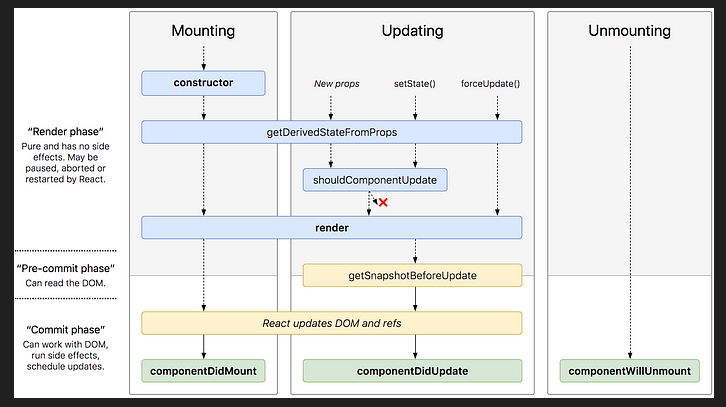 Mounting
Updating
Unmounting
constructor
New props
setState()
forceUpdate()
getDerivedStateFromProps
“Render phase”
Pure and has no side
effects. May be
paused, aborted or
restarted by React.
shouldComponentUpdate
render
“Pre-commit phase”
Can read the DOM.
getSnapshotBeforeUpdate
“Commit phase”
Can work with DOM,
run side effects,
schedule updates.
React updates DOM and refs
componentDidMount
componentDidUpdate
componentWillUnmount